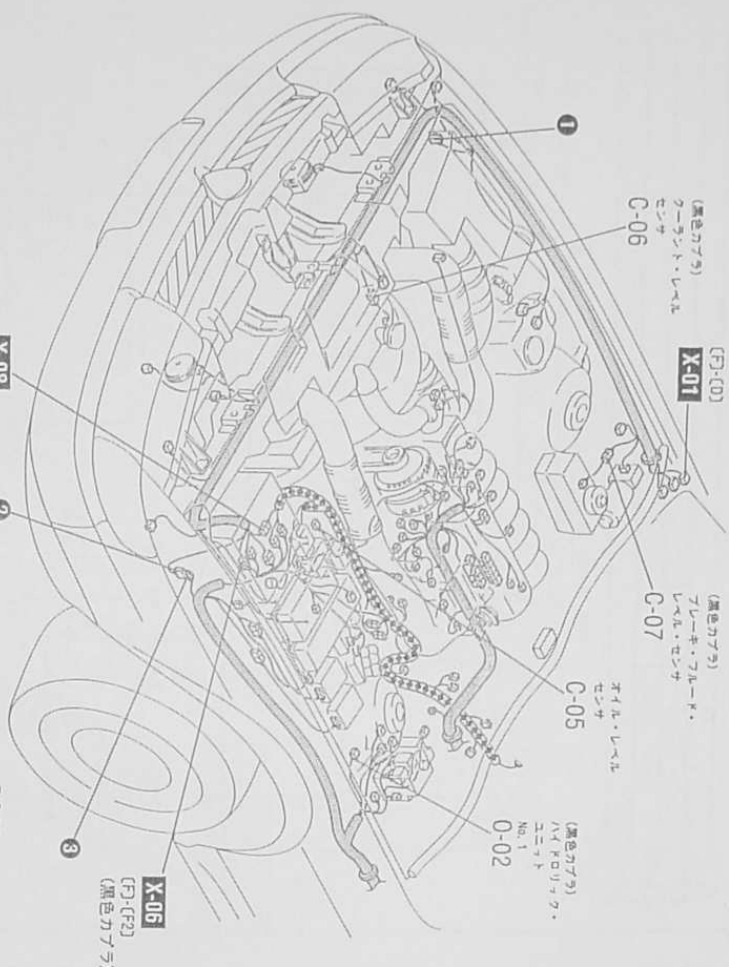 ❶
(黒色カプラ)
クーラント・レベル
センサ
C-06
[F]-[D]
X-01
(黒色カプラ)
ブレーキ・フルード・
レベル・センサ
C-07
オイル・レベル
センサ
C-05
(黒色カプラ)
ハイドロリック・
ユニット
No. 1
O-02
❸
X-06
[F]-[F2]
(黒色カプラ)